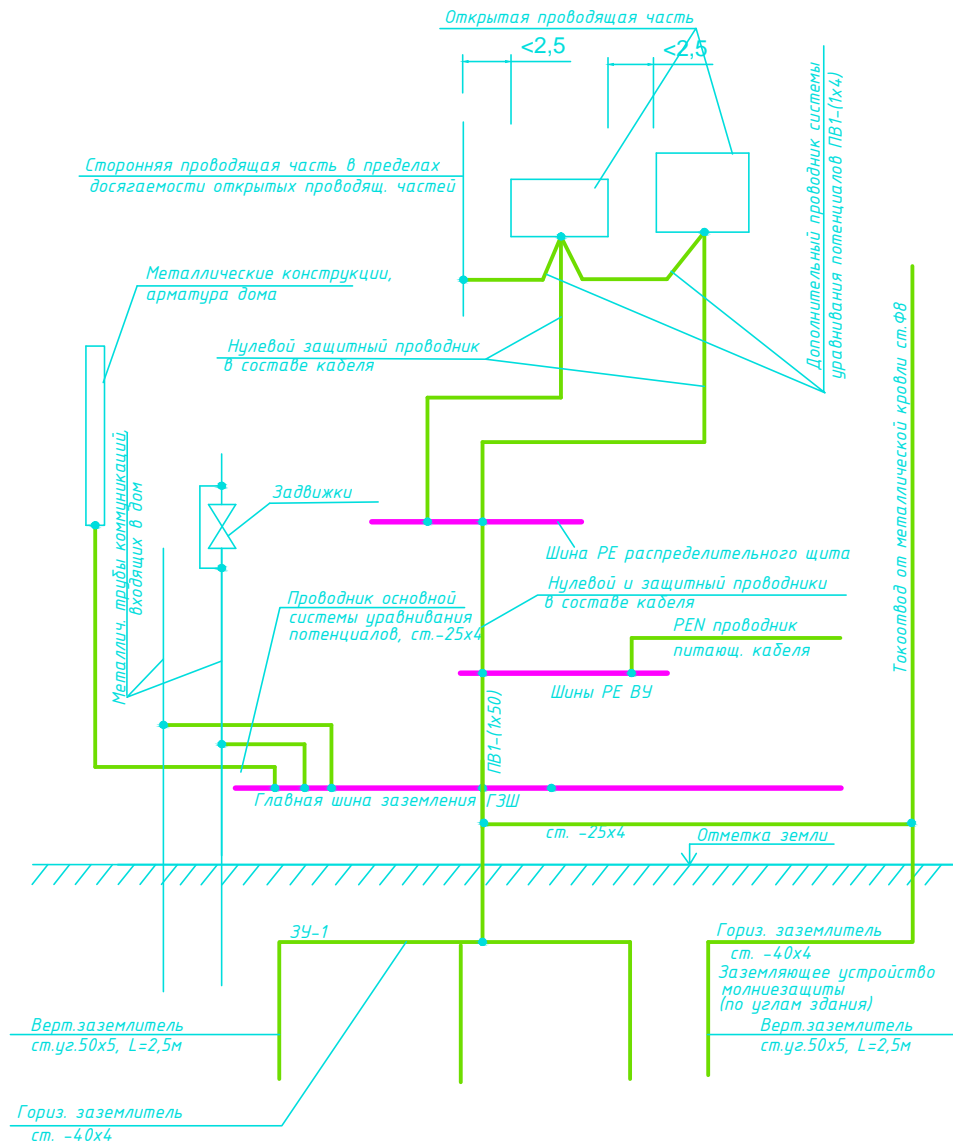 Открытая проводящая часть
<2,5
<2,5
Дополнительный проводник системы
уравнивания потенциалов ПВ1-(1х4)
Сторонняя проводящая часть в пределах
досягаемости открытых проводящ. частей
Металлические конструкции,
арматура дома
Нулевой защитный проводник
в составе кабеля
Токоотвод от металлической кровли ст.Ф8
Металлич. трубы коммуникаций,
входящих в дом
Задвижки
Шина РЕ распределительного щита
Проводник основной
системы уравнивания
потенциалов, ст.-25х4
Нулевой и защитный проводники
в составе кабеля
PEN проводник
питающ. кабеля
Шины РЕ ВУ
ПВ1-(1х50)
Главная шина заземления ГЗШ
ст. -25х4
Отметка земли
ЗУ-1
Гориз. заземлитель
ст. -40х4
Заземляющее устройство
молниезащиты
(по углам здания)
Верт.заземлитель
ст.уг.50х5, L=2,5м
Верт.заземлитель
ст.уг.50х5, L=2,5м
Гориз. заземлитель
ст. -40х4